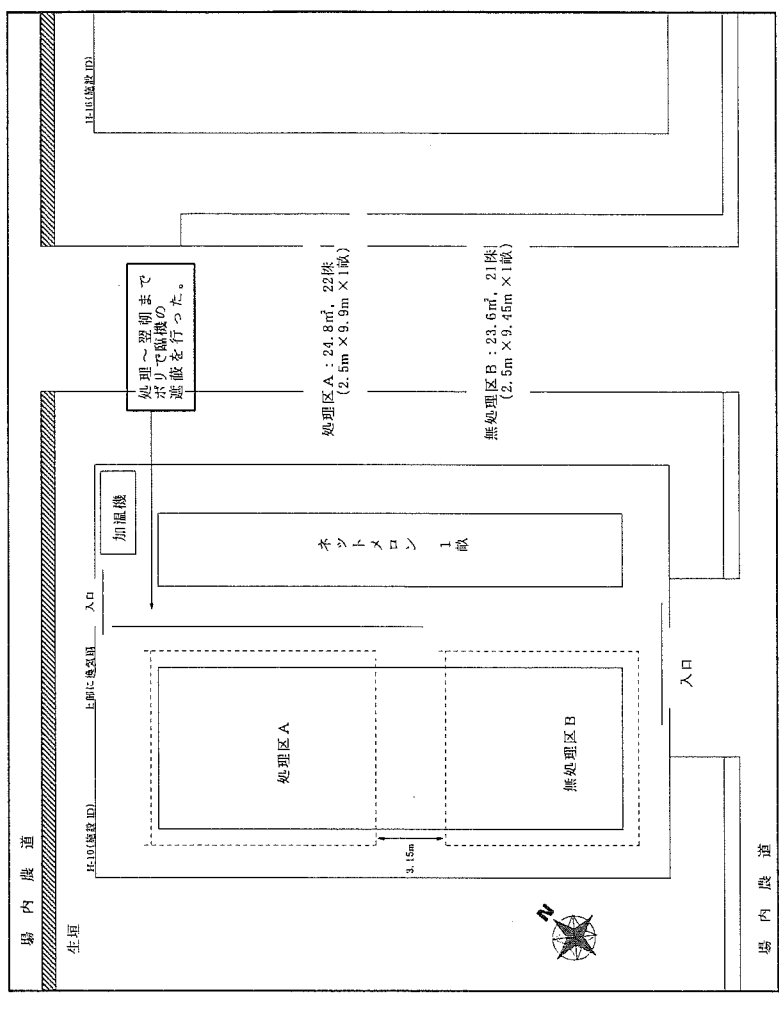 場内農道
生垣
H-10(施設ID)
上部に換気扇
入口
加温機
H-16(施設ID)
処理～翌朝まで
ポリで臨機の
遮蔽を行った。
処理区A：24.8㎡, 22株
(2.5m×9.9m×1畝)
無処理区B：23.6㎡, 21株
(2.5m×9.45m×1畝)
ネットメロン 1畝
処理区A
無処理区B
3.15m
入口
N
場内農道